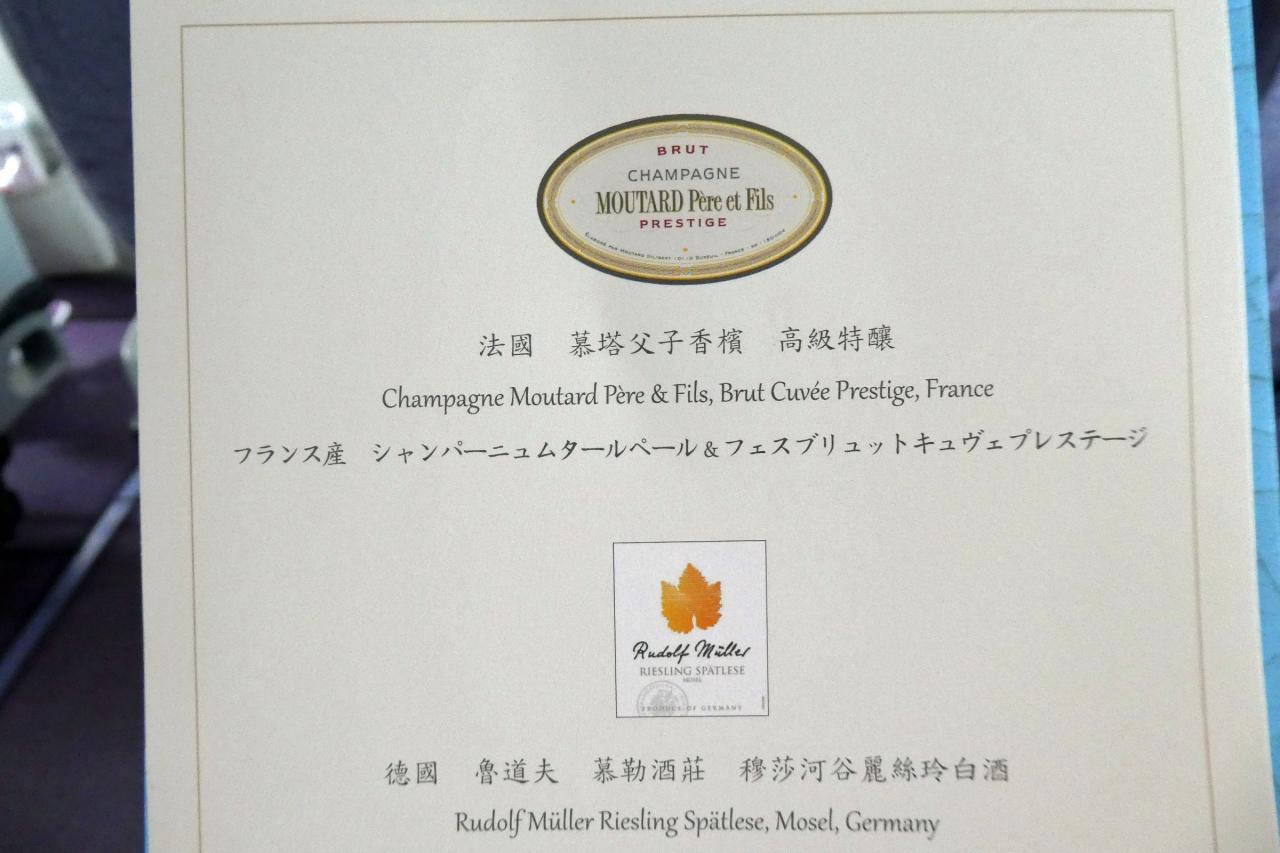 BRUT
CHAMPAGNE
MOUTARD Père et Fils
PRESTIGE
法國　慕塔父子香檳　高級特釀
Champagne Moutard Père & Fils, Brut Cuvée Prestige, France
フランス産　シャンパーニュムタールペール&フェスブリュットキュヴェプレステージ
Rudolf Müller
RIESLING SPÄTLESE
MOSEL
PRODUCE OF GERMANY
德國　魯道夫　慕勒酒莊　穆莎河谷麗絲玲白酒
Rudolf Müller Riesling Spätlese, Mosel, Germany